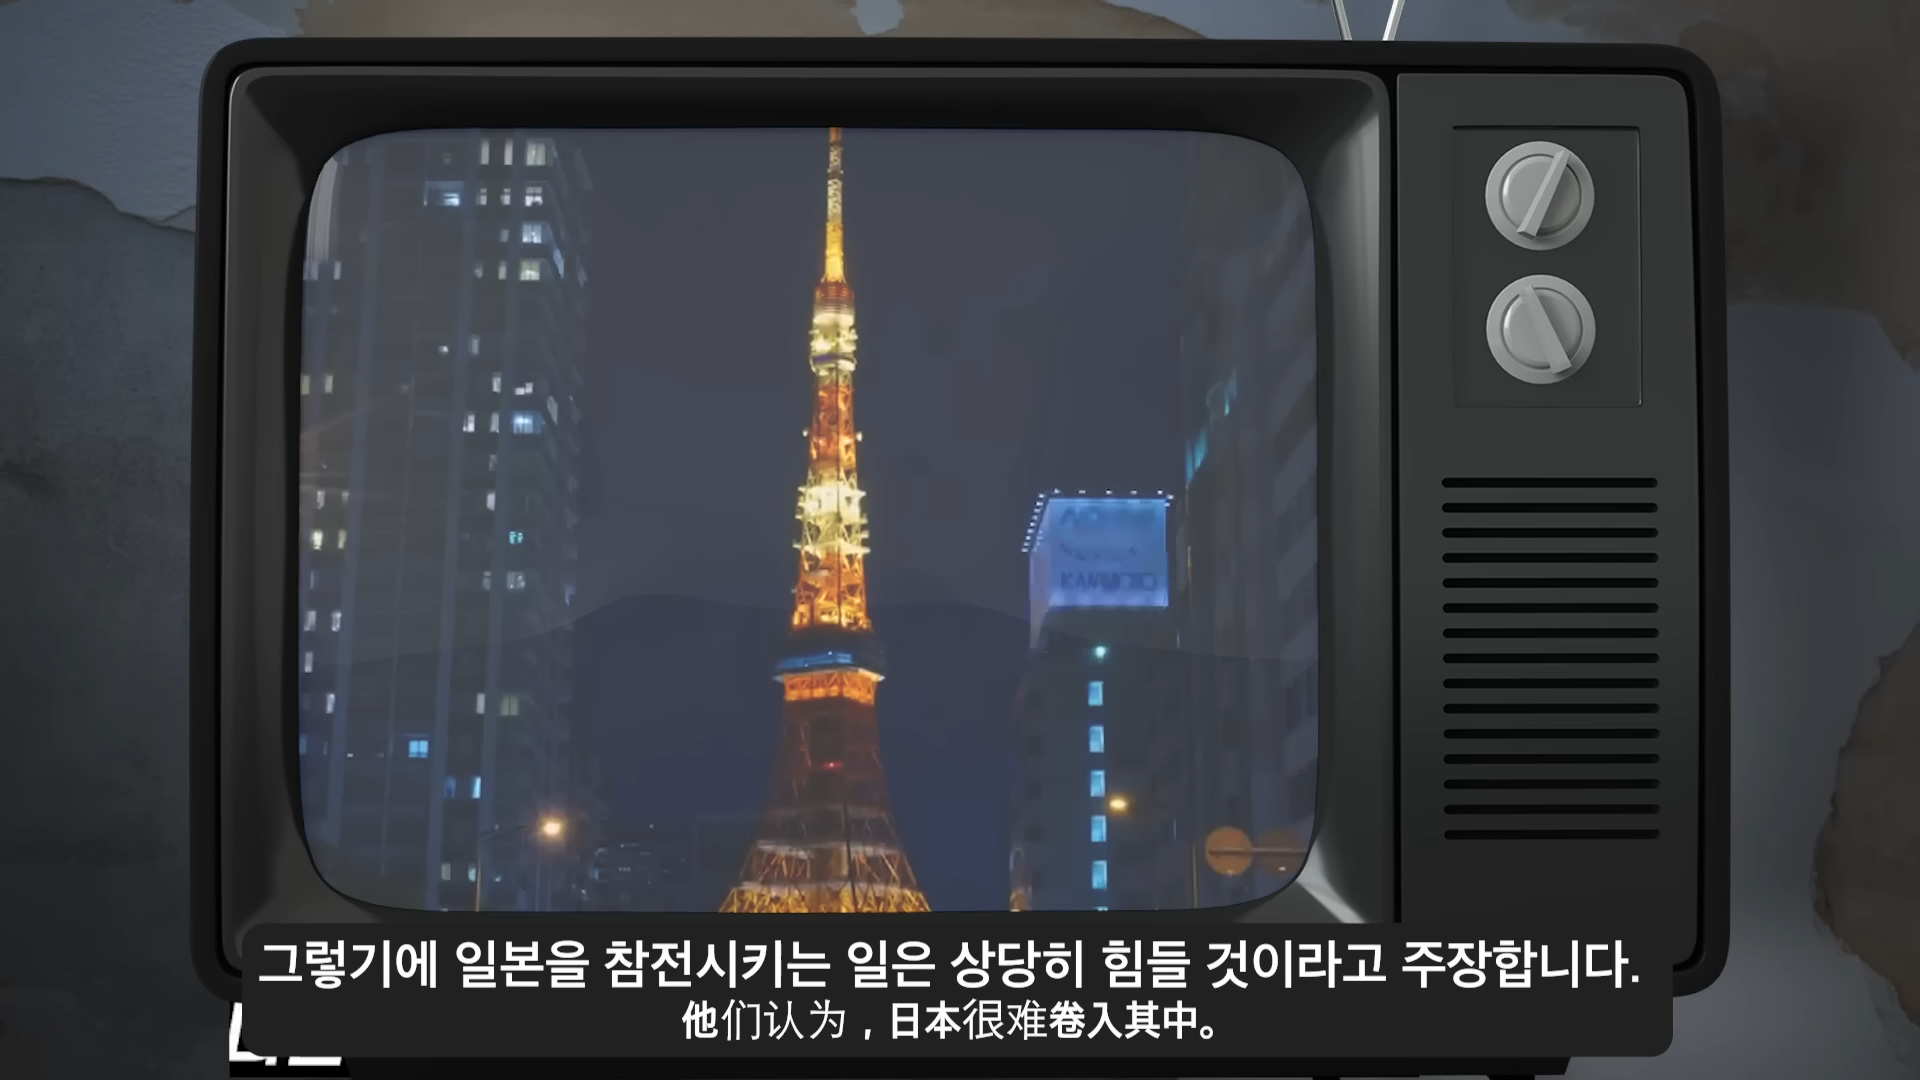 그렇기에 일본을 참전시키는 일은 상당히 힘들 것이라고 주장합니다.
他们认为，日本很难卷入其中。